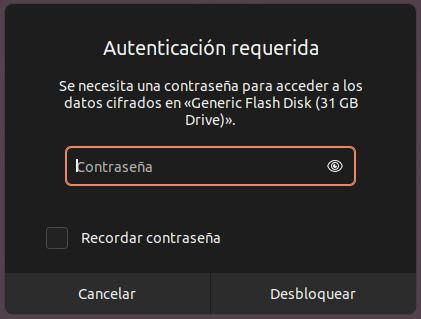 Autenticación requerida
Se necesita una contraseña para acceder a los
datos cifrados en «Generic Flash Disk (31 GB
Drive)».
Contraseña
Recordar contraseña
Cancelar
Desbloquear